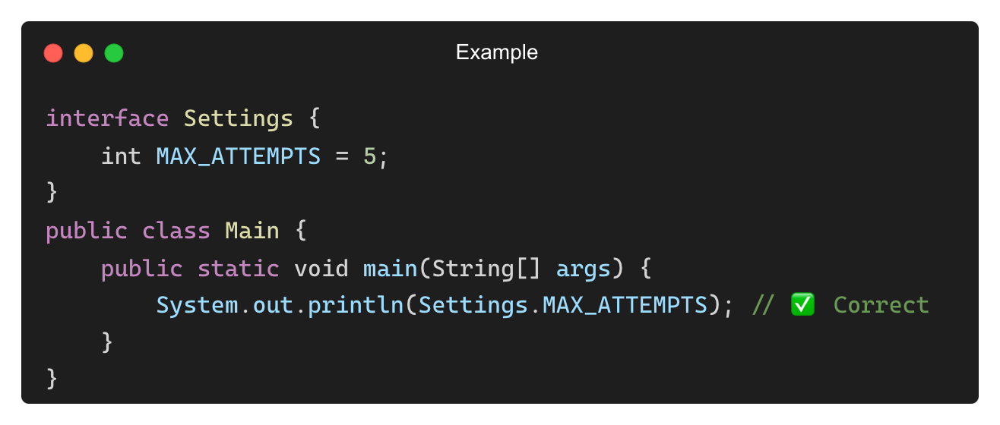 Example
interface Settings {
    int MAX_ATTEMPTS = 5;
}
public class Main {
    public static void main(String[] args) {
        System.out.println(Settings.MAX_ATTEMPTS); // ✅ Correct
    }
}